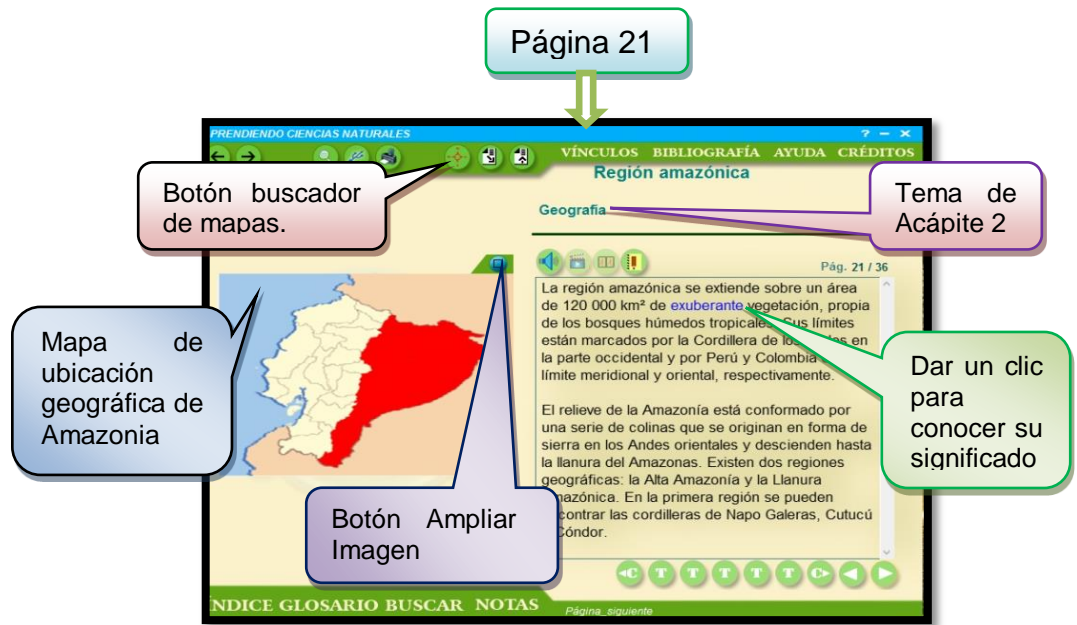 Página 21
PRENDIENDO CIENCIAS NATURALES
? – ×
VÍNCULOS BIBLIOGRAFÍA AYUDA CRÉDITOS
Región amazónica
Geografía
Botón buscador
de mapas.
Tema de
Acápite 2
Pág. 21 / 36
La región amazónica se extiende sobre un área
de 120 000 km² de exuberante vegetación, propia
de los bosques húmedos tropicales. Sus límites
están marcados por la Cordillera de los en
la parte occidental y por Perú y Colombia
límite meridional y oriental, respectivamente.
El relieve de la Amazonía está conformado por
una serie de colinas que se originan en forma de
sierra en los Andes orientales y descienden hasta
la llanura del Amazonas. Existen dos regiones
geográficas: la Alta Amazonía y la Llanura
mazónica. En la primera región se pueden
contrar las cordilleras de Napo Galeras, Cutucú
Cóndor.
Mapa de
ubicación
geográfica de
Amazonia
Dar un clic
para
conocer su
significado
Botón Ampliar
Imagen
C T T T T T C
NDICE GLOSARIO BUSCAR NOTAS
Página_siguiente